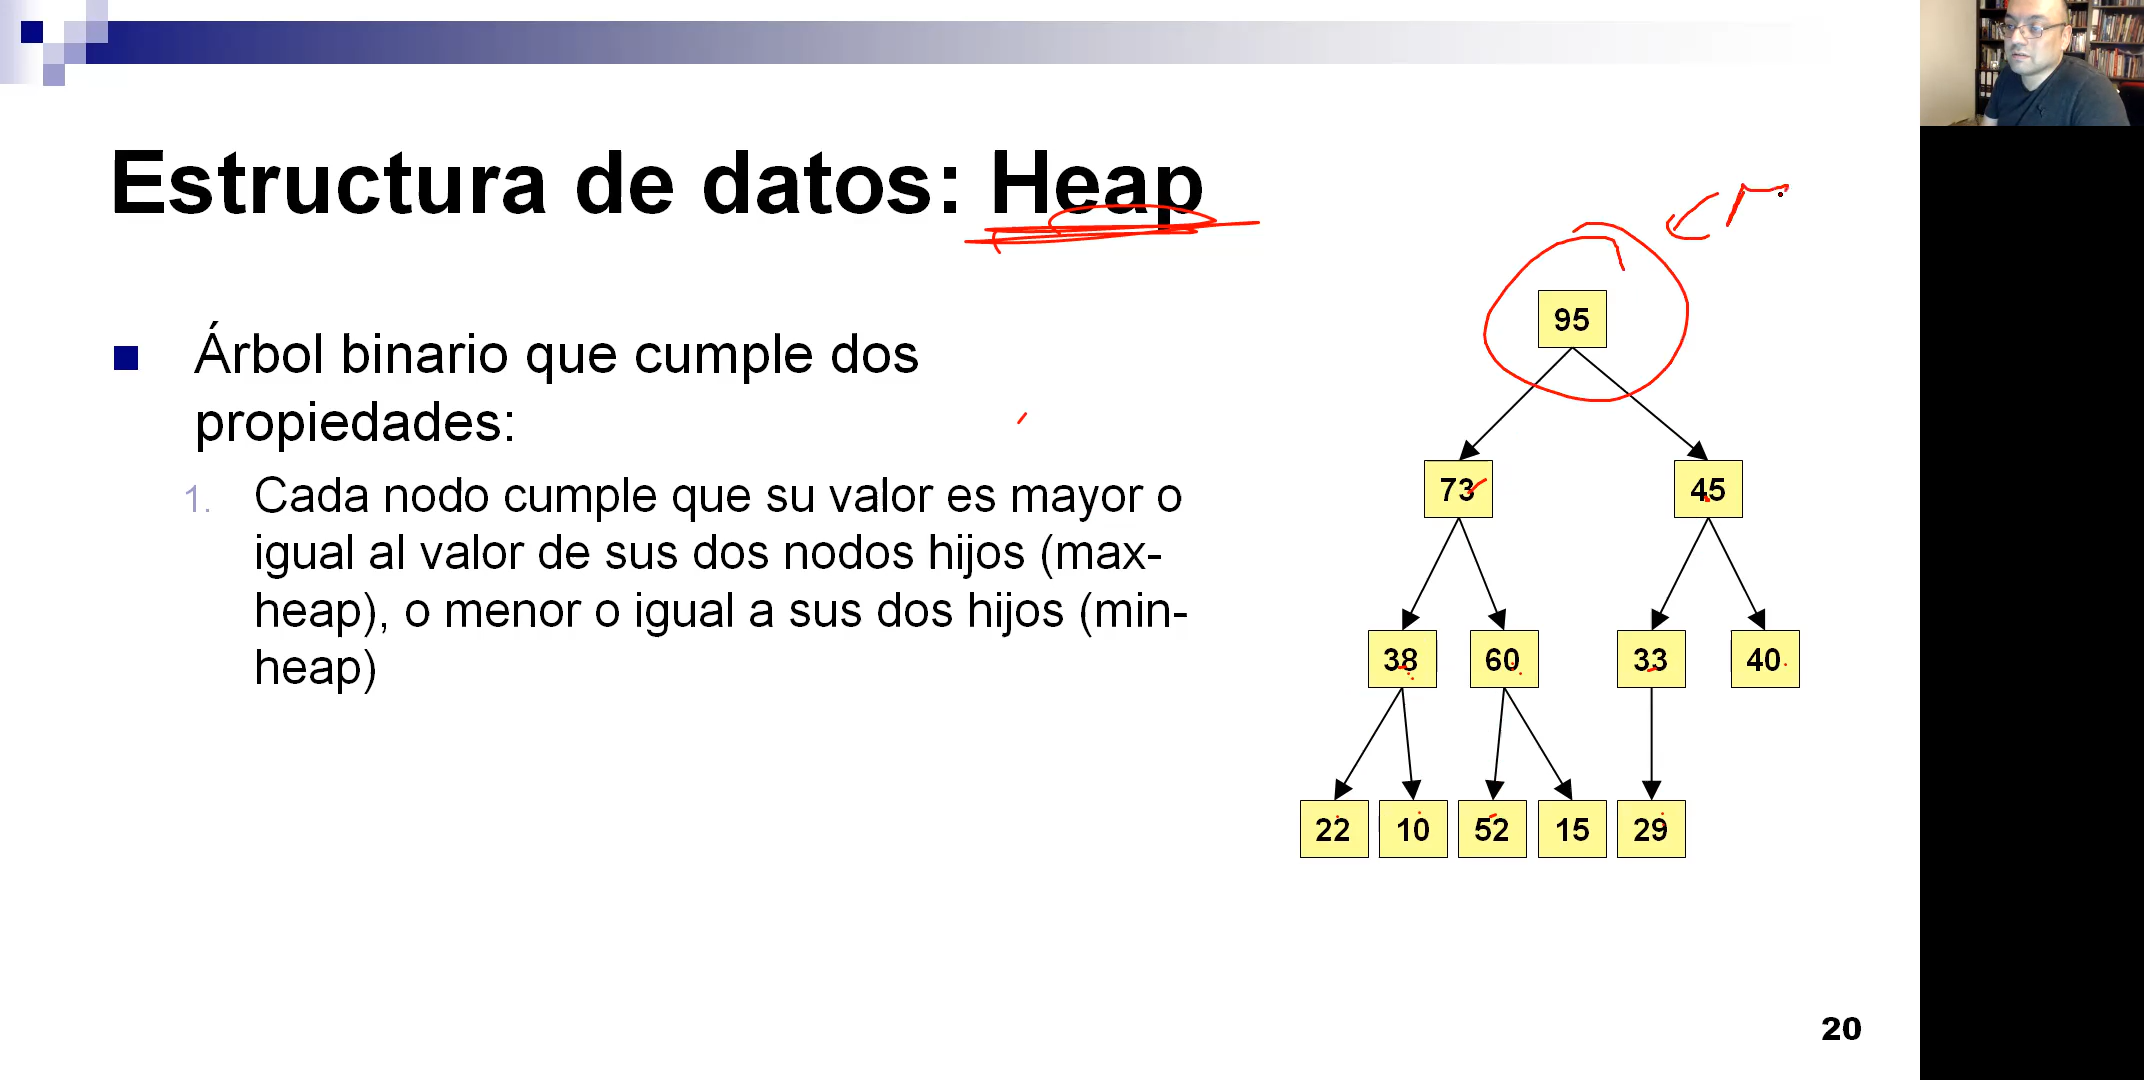 Estructura de datos: Heap
Árbol binario que cumple dos
propiedades:
1. Cada nodo cumple que su valor es mayor o
igual al valor de sus dos nodos hijos (max-
heap), o menor o igual a sus dos hijos (min-
heap)
95
73 45
38 60 33 40
22 10 52 15 29
20